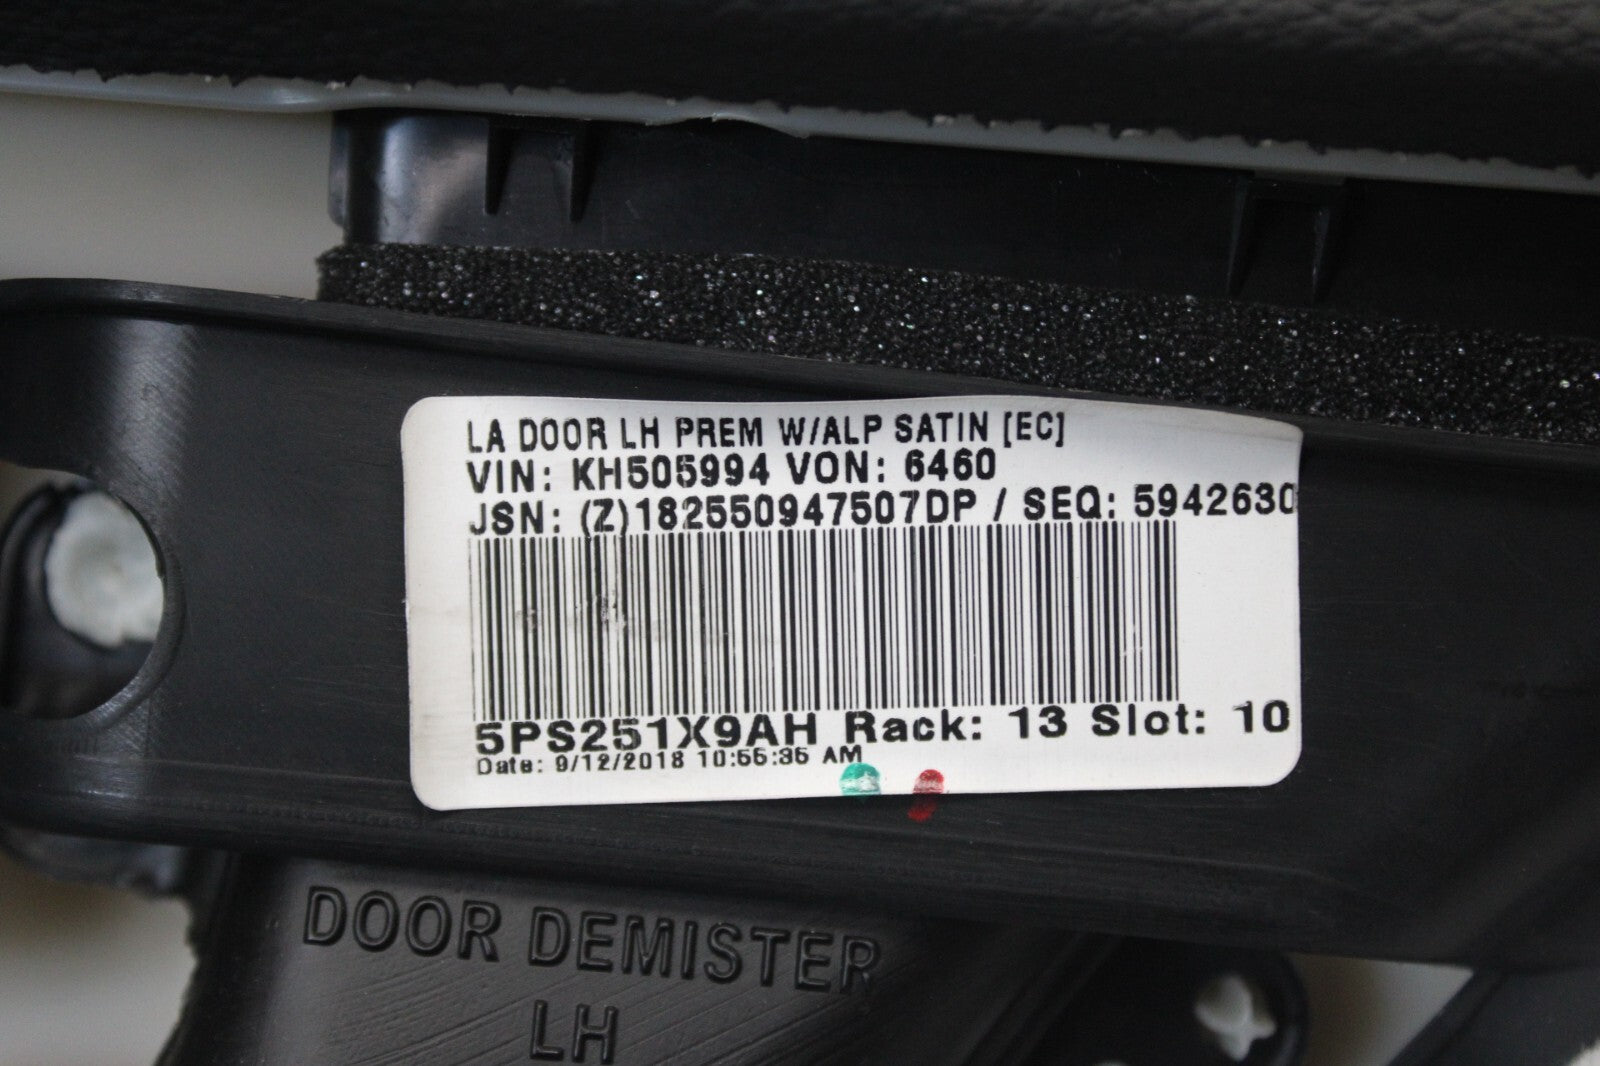 LA DOOR LH PREM W/ALP SATIN [EC]
VIN: KH505994 VON: 6460
JSN: (Z)182550947507DP / SEQ: 5942630
5PS251X9AH Rack: 13 Slot: 10
Date: 9/12/2018 10:56:36 AM
DOOR DEMISTER
LH